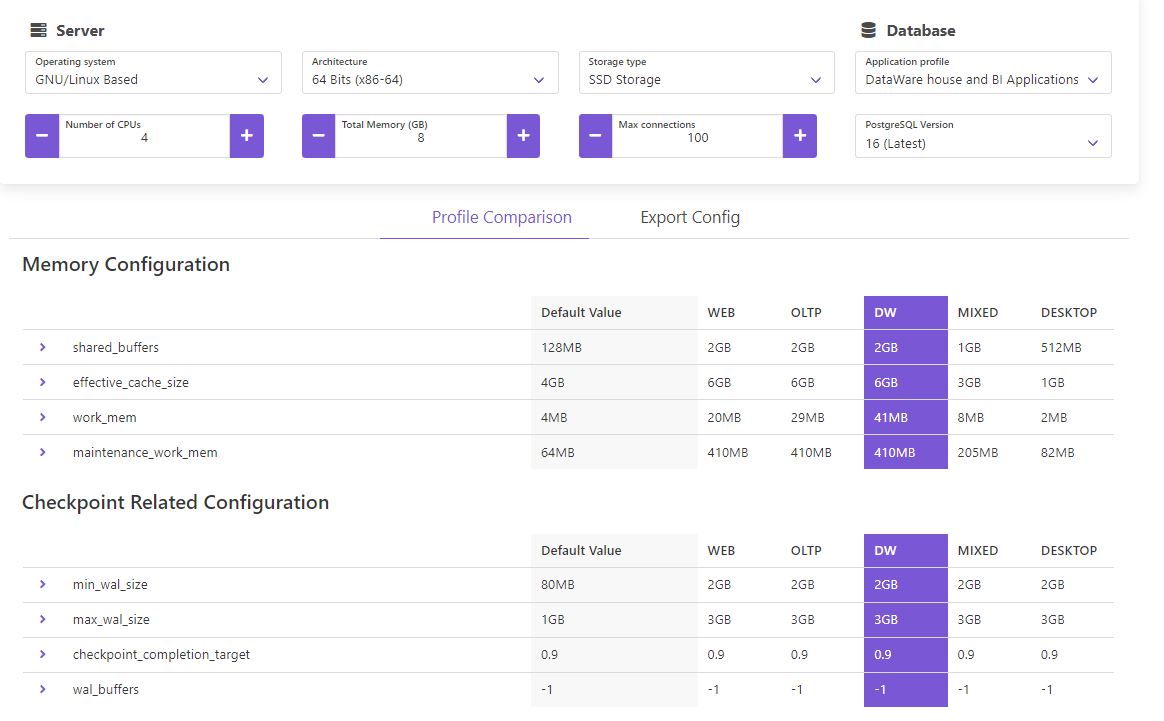 Server Database
Operating system Architecture Storage type Application profile
GNU/Linux Based 64 Bits (x86-64) SSD Storage DataWare house and BI Applications
Number of CPUs Total Memory (GB) Max connections PostgreSQL Version
− 4 + − 8 + − 100 + 16 (Latest)
Profile Comparison Export Config
Memory Configuration
Default Value WEB OLTP DW MIXED DESKTOP
shared_buffers 128MB 2GB 2GB 2GB 1GB 512MB
effective_cache_size 4GB 6GB 6GB 6GB 3GB 1GB
work_mem 4MB 20MB 29MB 41MB 8MB 2MB
maintenance_work_mem 64MB 410MB 410MB 410MB 205MB 82MB
Checkpoint Related Configuration
Default Value WEB OLTP DW MIXED DESKTOP
min_wal_size 80MB 2GB 2GB 2GB 2GB 2GB
max_wal_size 1GB 3GB 3GB 3GB 3GB 3GB
checkpoint_completion_target 0.9 0.9 0.9 0.9 0.9 0.9
wal_buffers -1 -1 -1 -1 -1 -1